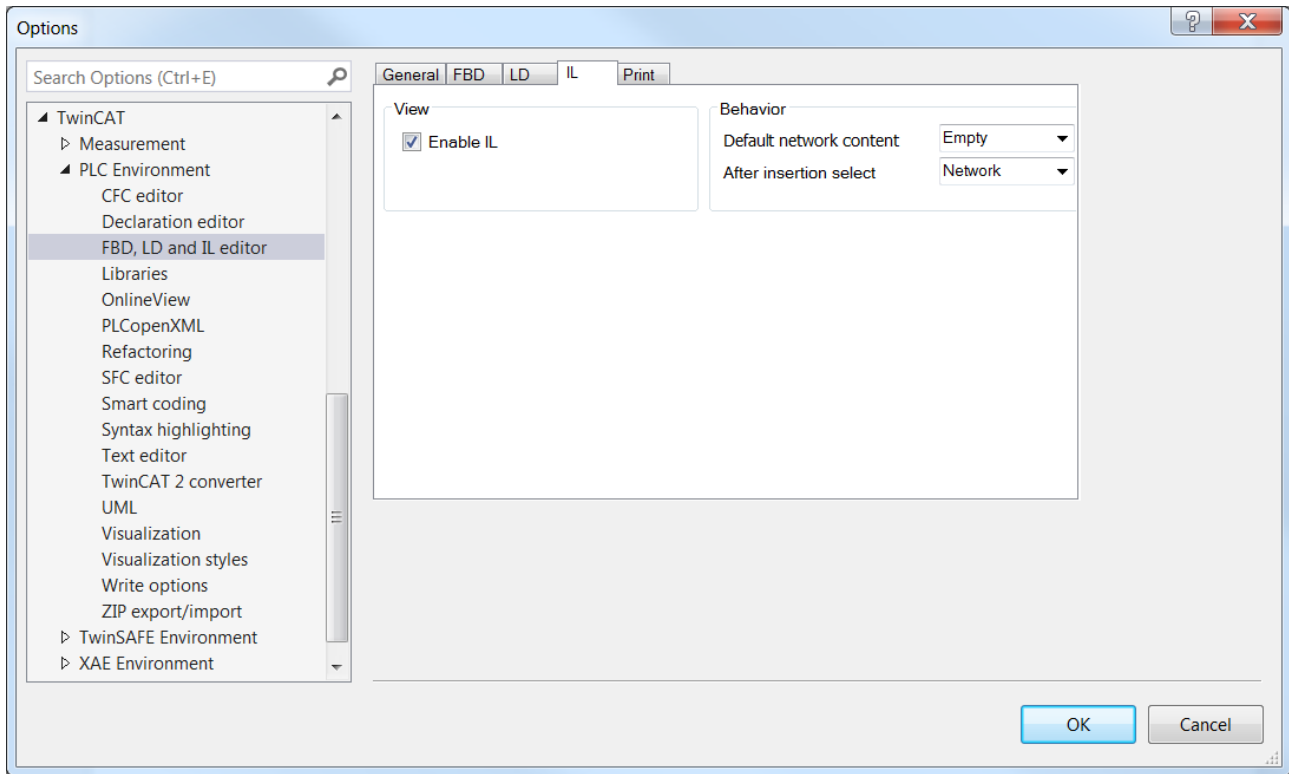 Options
Search Options (Ctrl+E)
TwinCAT
Measurement
PLC Environment
CFC editor
Declaration editor
FBD, LD and IL editor
Libraries
OnlineView
PLCopenXML
Refactoring
SFC editor
Smart coding
Syntax highlighting
Text editor
TwinCAT 2 converter
UML
Visualization
Visualization styles
Write options
ZIP export/import
TwinSAFE Environment
XAE Environment
General FBD LD IL Print
View
Enable IL
Behavior
Default network content Empty
After insertion select Network
OK Cancel